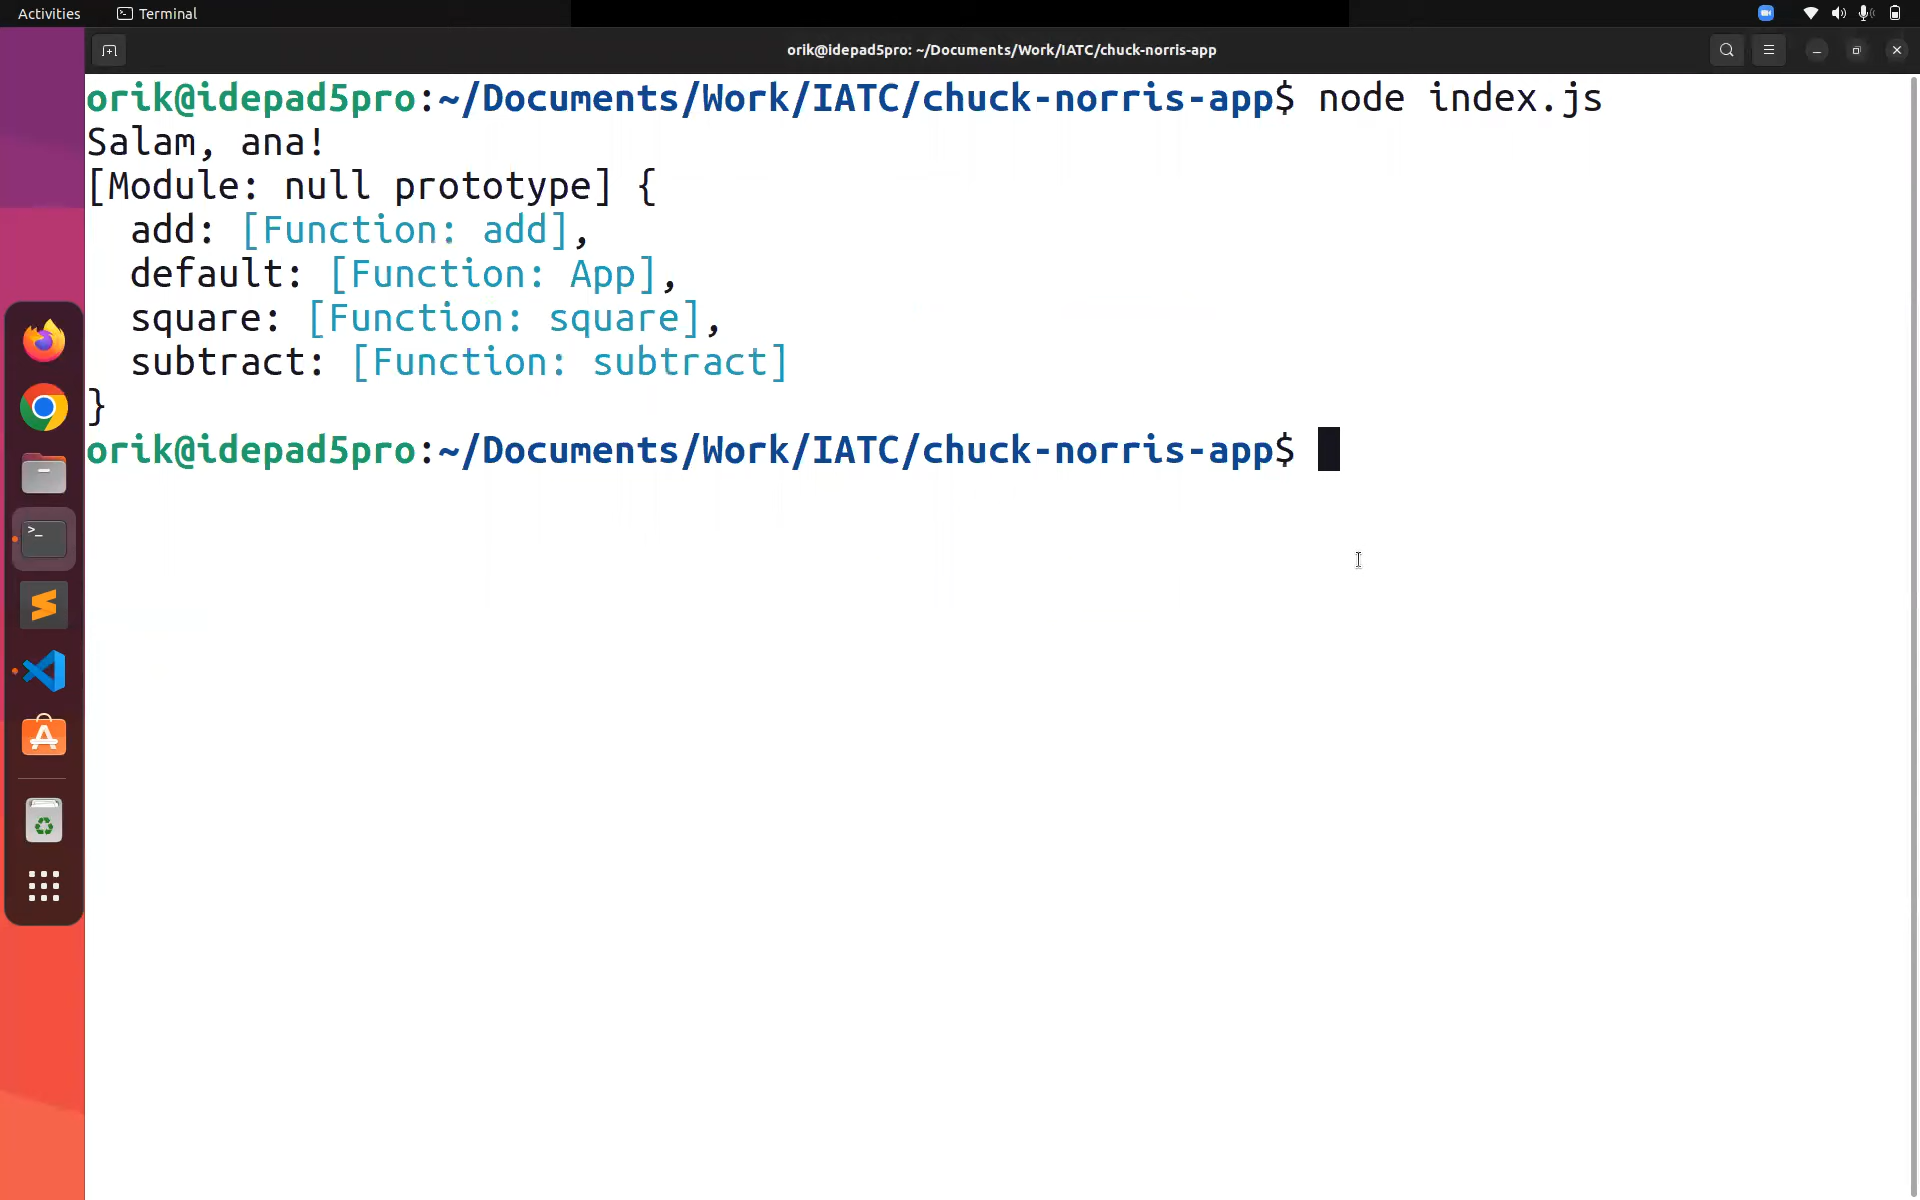 Activities Terminal
orik@idepad5pro: ~/Documents/Work/IATC/chuck-norris-app
orik@idepad5pro:~/Documents/Work/IATC/chuck-norris-app$ node index.js
Salam, ana!
[Module: null prototype] {
  add: [Function: add],
  default: [Function: App],
  square: [Function: square],
  subtract: [Function: subtract]
}
orik@idepad5pro:~/Documents/Work/IATC/chuck-norris-app$